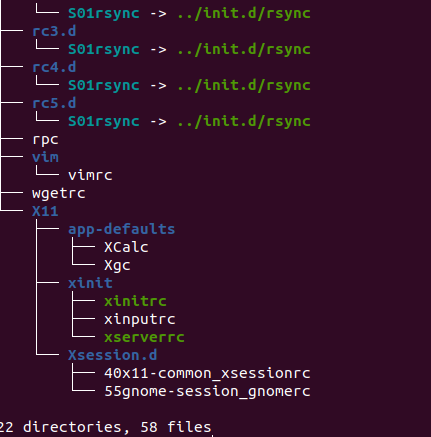 └── S01rsync -> ../init.d/rsync
├── rc3.d
│   └── S01rsync -> ../init.d/rsync
├── rc4.d
│   └── S01rsync -> ../init.d/rsync
├── rc5.d
│   └── S01rsync -> ../init.d/rsync
├── rpc
├── vim
│   └── vimrc
├── wgetrc
└── X11
    ├── app-defaults
    │   ├── XCalc
    │   └── Xgc
    ├── xinit
    │   ├── xinitrc
    │   ├── xinputrc
    │   └── xserverrc
    └── Xsession.d
        ├── 40x11-common_xsessionrc
        └── 55gnome-session_gnomerc
22 directories, 58 files